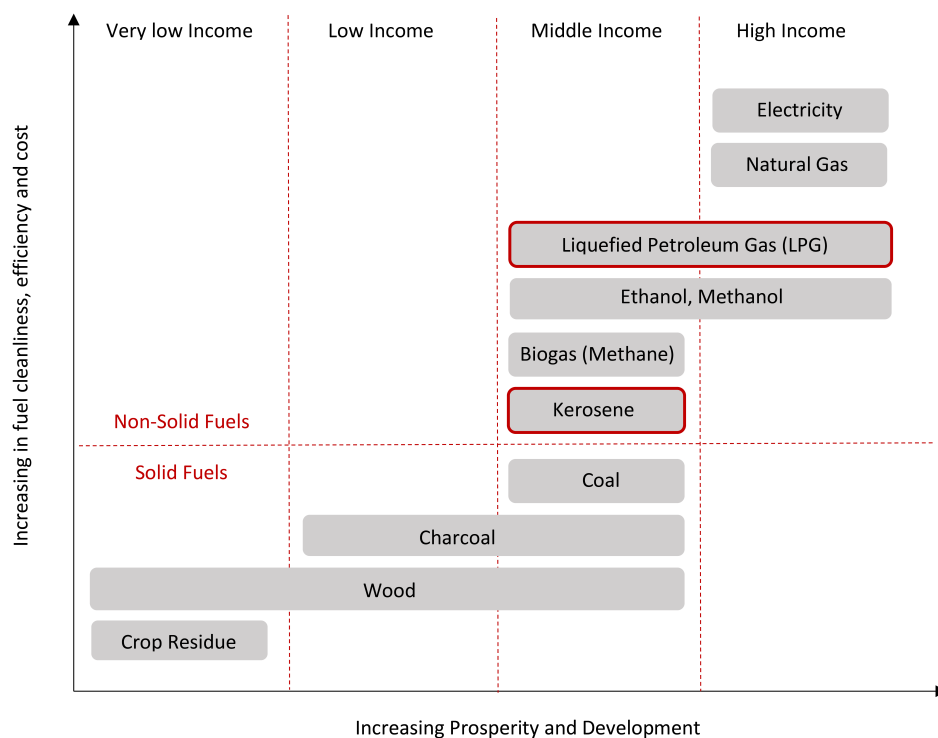 Very low Income
Low Income
Middle Income
High Income
Increasing in fuel cleanliness, efficiency and cost
Electricity
Natural Gas
Liquefied Petroleum Gas (LPG)
Ethanol, Methanol
Biogas (Methane)
Kerosene
Non-Solid Fuels
Solid Fuels
Coal
Charcoal
Wood
Crop Residue
Increasing Prosperity and Development